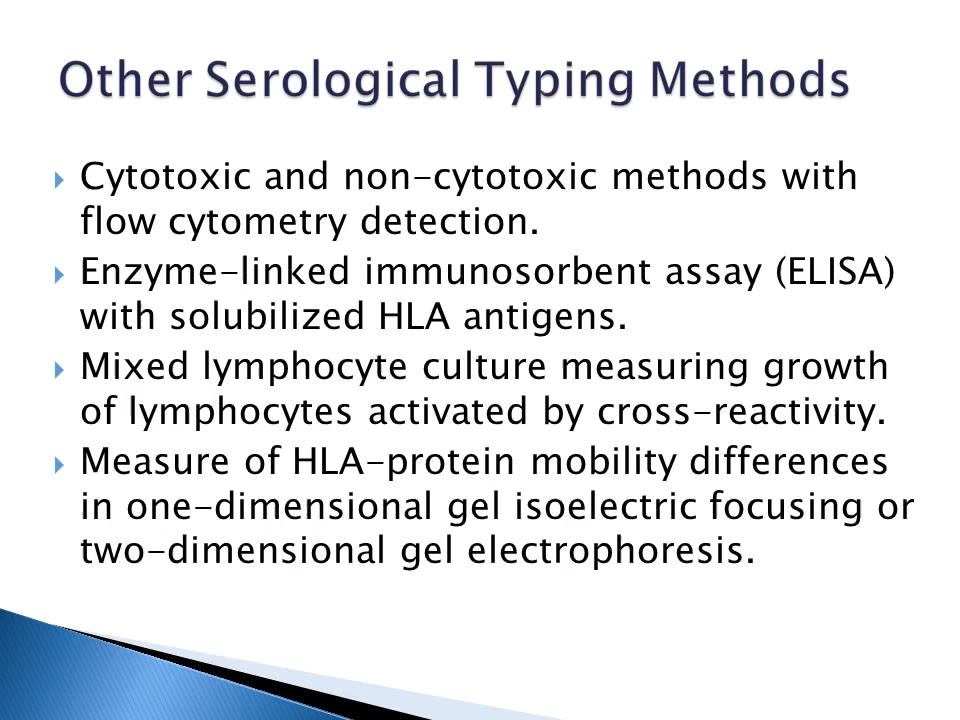 Other Serological Typing Methods
Cytotoxic and non-cytotoxic methods with
flow cytometry detection.
Enzyme-linked immunosorbent assay (ELISA)
with solubilized HLA antigens.
Mixed lymphocyte culture measuring growth
of lymphocytes activated by cross-reactivity.
Measure of HLA-protein mobility differences
in one-dimensional gel isoelectric focusing or
two-dimensional gel electrophoresis.